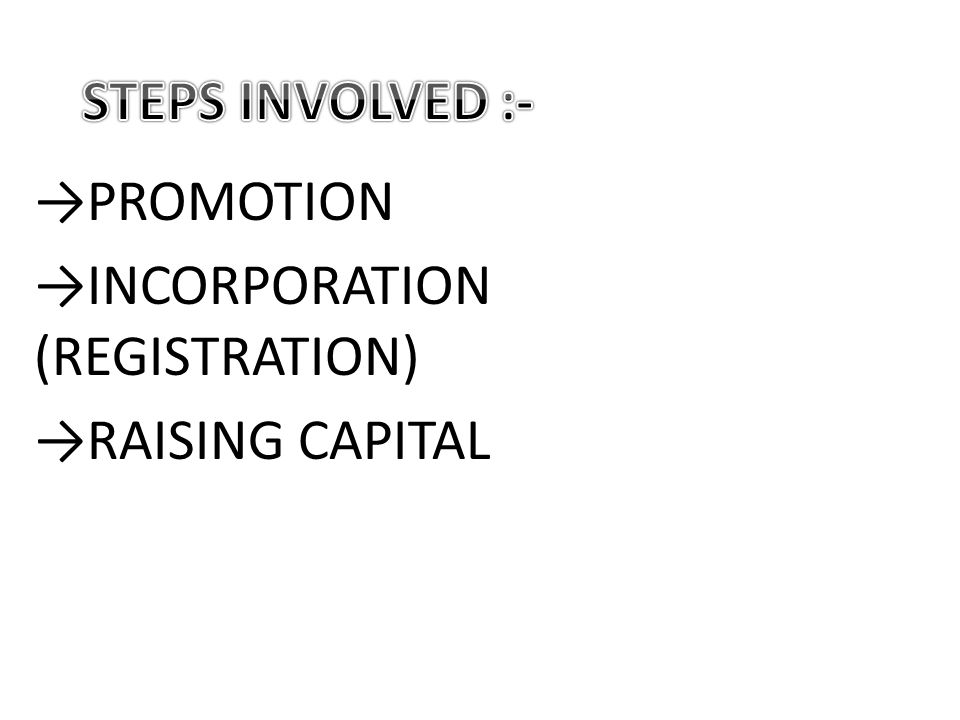 STEPS INVOLVED :-
→PROMOTION
→INCORPORATION
(REGISTRATION)
→RAISING CAPITAL